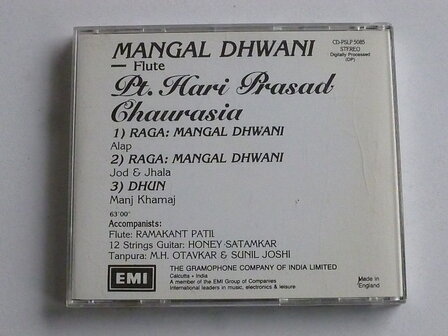 MANGAL DHWANI
CD-PSLP 5085
STEREO
Digitally Processed
(OP)
— Flute
Pt. Hari Prasad
Chaurasia
1) RAGA: MANGAL DHWANI
Alap
2) RAGA: MANGAL DHWANI
Jod & Jhala
3) DHUN
Manj Khamaj
63'00"
Accompanists:
Flute: RAMAKANT PATIL
12 Strings Guitar: HONEY SATAMKAR
Tanpura: M.H. OTAVKAR & SUNIL JOSHI
EMI
THE GRAMOPHONE COMPANY OF INDIA LIMITED
Calcutta • India
A member of the EMI Group of Companies
International leaders in music, electronics & leisure
Made in
England